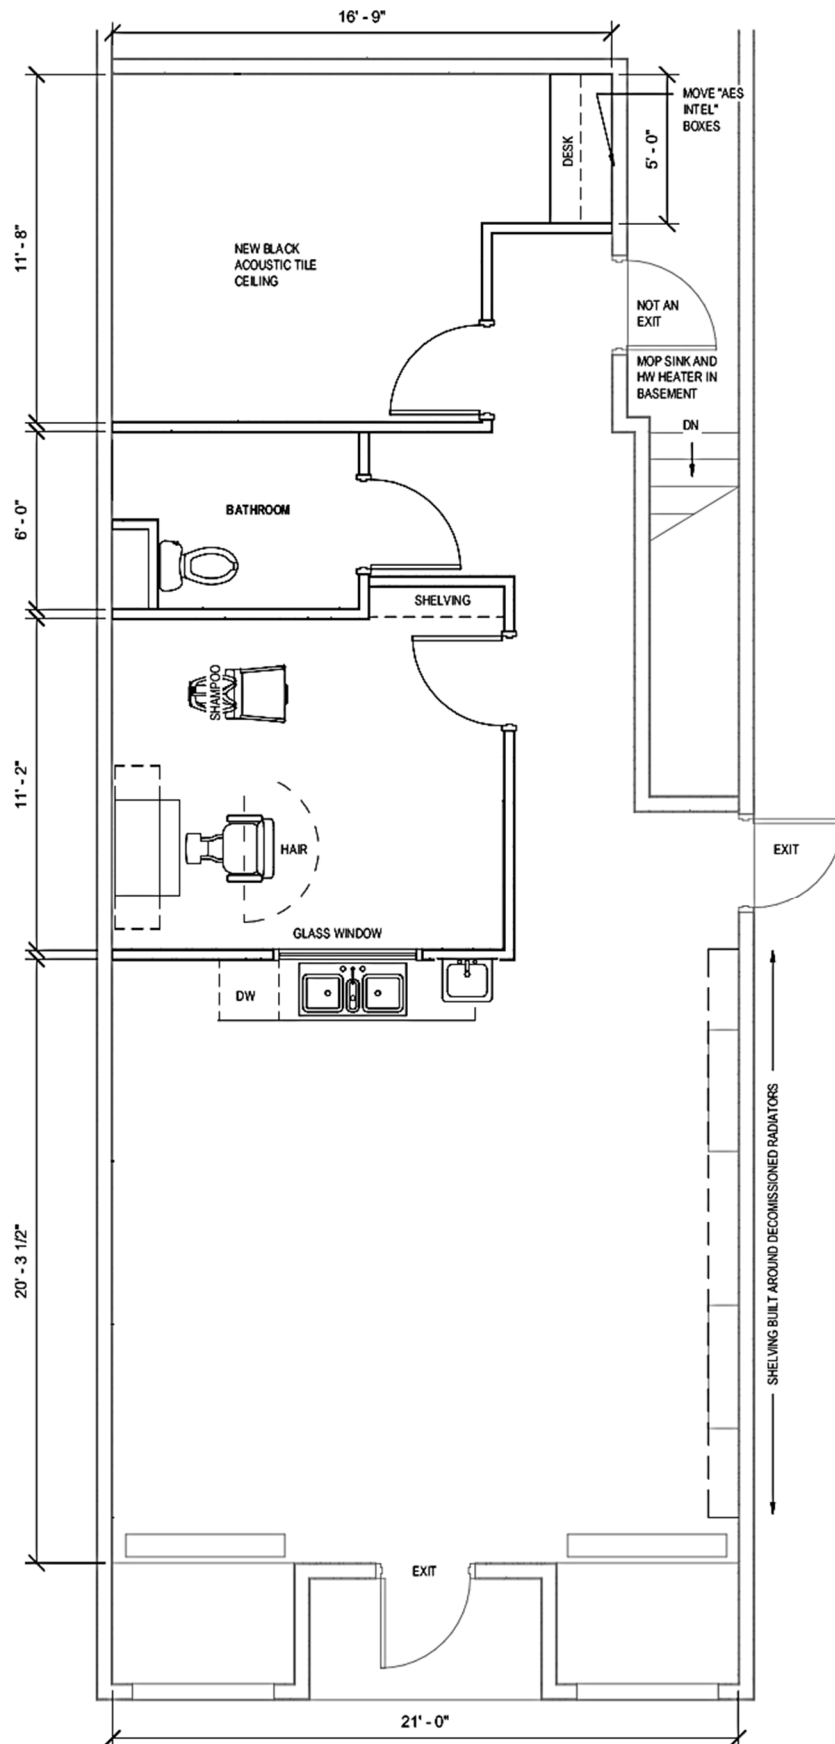 16' - 9"
MOVE "AES
INTEL"
BOXES
5' - 0"
DESK
11' - 8"
NEW BLACK
ACOUSTIC TILE
CEILING
NOT AN
EXIT
MOP SINK AND
HW HEATER IN
BASEMENT
DN
6' - 0"
BATHROOM
SHELVING
SHAMPOO
11' - 2"
HAIR
EXIT
GLASS WINDOW
DW
SHELVING BUILT AROUND DECOMISSIONED RADIATORS
20' - 3 1/2"
EXIT
21' - 0"